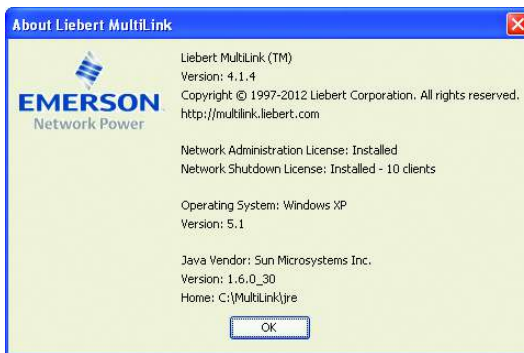 About Liebert MultiLink
EMERSON
Network Power
Liebert MultiLink (TM)
Version: 4.1.4
Copyright © 1997-2012 Liebert Corporation. All rights reserved.
http://multilink.liebert.com
Network Administration License: Installed
Network Shutdown License: Installed - 10 clients
Operating System: Windows XP
Version: 5.1
Java Vendor: Sun Microsystems Inc.
Version: 1.6.0_30
Home: C:\MultiLink\jre
OK